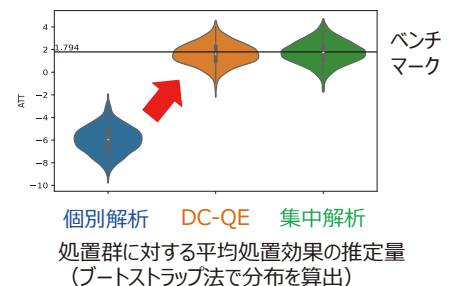 4
2
1.794
0
−2
−4
−6
−8
−10
ATT
ベンチ
マーク
個別解析
DC-QE
集中解析
処置群に対する平均処置効果の推定量
（ブートストラップ法で分布を算出）